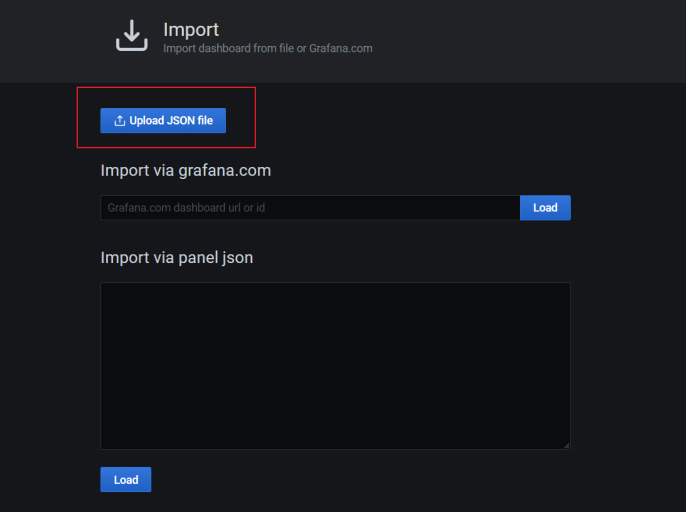 Import
Import dashboard from file or Grafana.com
Upload JSON file
Import via grafana.com
Grafana.com dashboard url or id
Load
Import via panel json
Load